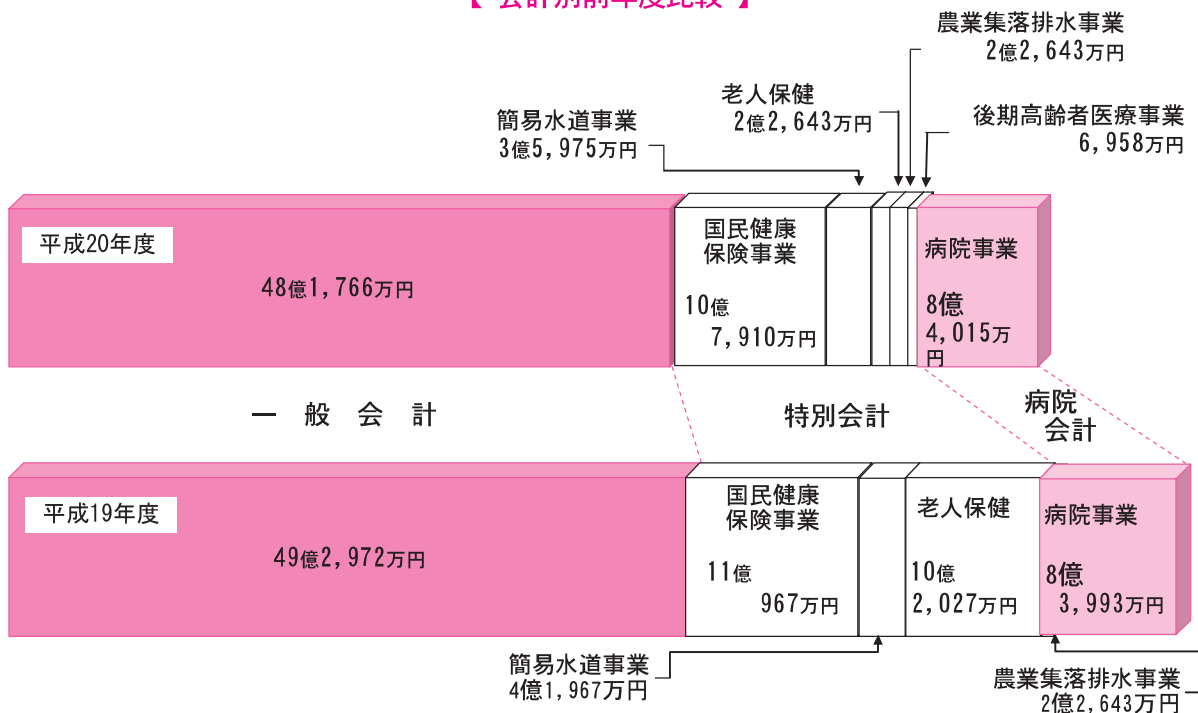 【 会計別前年度比較 】
農業集落排水事業
2億2,643万円
老人保健
2億2,643万円
後期高齢者医療事業
6,958万円
簡易水道事業
3億5,975万円
平成20年度
48億1,766万円
国民健康
保険事業
10億
7,910万円
病院事業
8億
4,015万
円
一般会計
特別会計
病院
会計
平成19年度
49億2,972万円
国民健康
保険事業
11億
967万円
老人保健
10億
2,027万円
病院事業
8億
3,993万円
簡易水道事業
4億1,967万円
農業集落排水事業
2億2,643万円